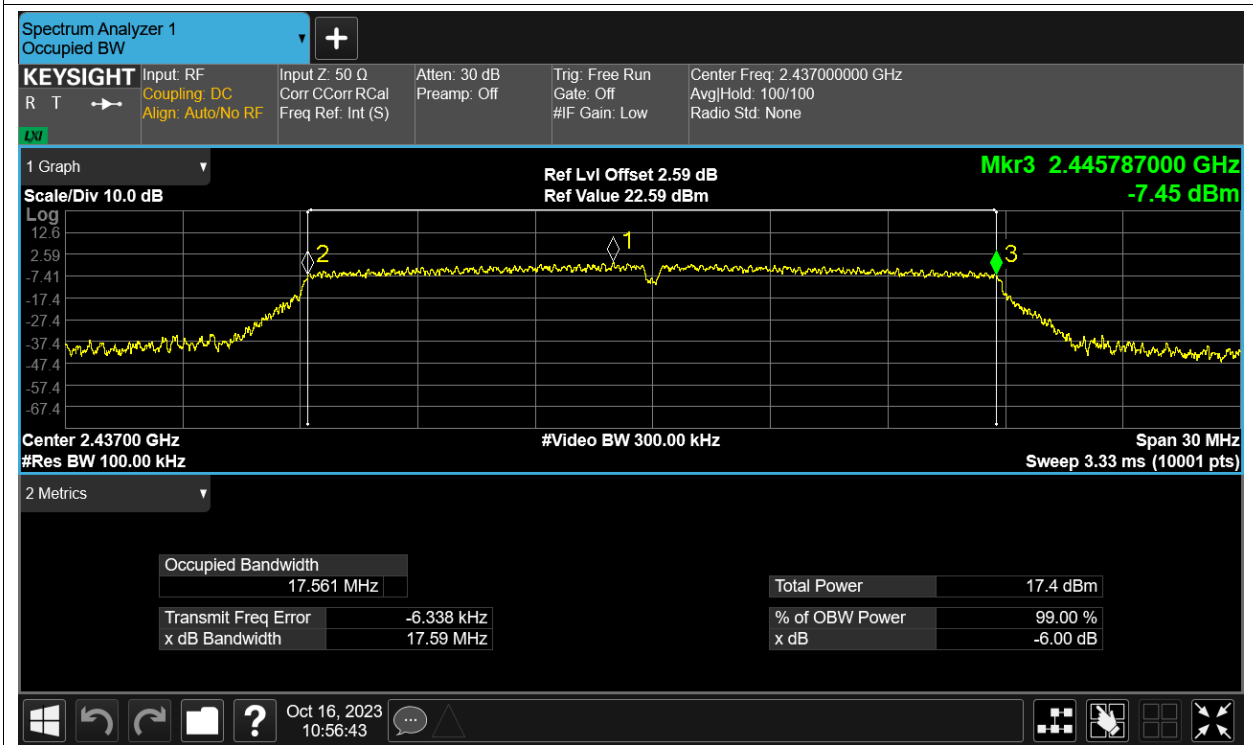 Spectrum Analyzer 1
Occupied BW
KEYSIGHT
R T
LXI
Input: RF
Coupling: DC
Align: Auto/No RF
Input Z: 50 Ω
Corr CCorr RCal
Freq Ref: Int (S)
Atten: 30 dB
Preamp: Off
Trig: Free Run
Gate: Off
#IF Gain: Low
Center Freq: 2.437000000 GHz
Avg|Hold: 100/100
Radio Std: None
1 Graph
Scale/Div 10.0 dB
Ref Lvl Offset 2.59 dB
Ref Value 22.59 dBm
Mkr3 2.445787000 GHz
-7.45 dBm
Log
12.6
2.59
-7.41
-17.4
-27.4
-37.4
-47.4
-57.4
-67.4
2
1
3
Center 2.43700 GHz
#Res BW 100.00 kHz
#Video BW 300.00 kHz
Span 30 MHz
Sweep 3.33 ms (10001 pts)
2 Metrics
Occupied Bandwidth
17.561 MHz
Transmit Freq Error -6.338 kHz
x dB Bandwidth 17.59 MHz
Total Power 17.4 dBm
% of OBW Power 99.00 %
x dB -6.00 dB
?
Oct 16, 2023
10:56:43